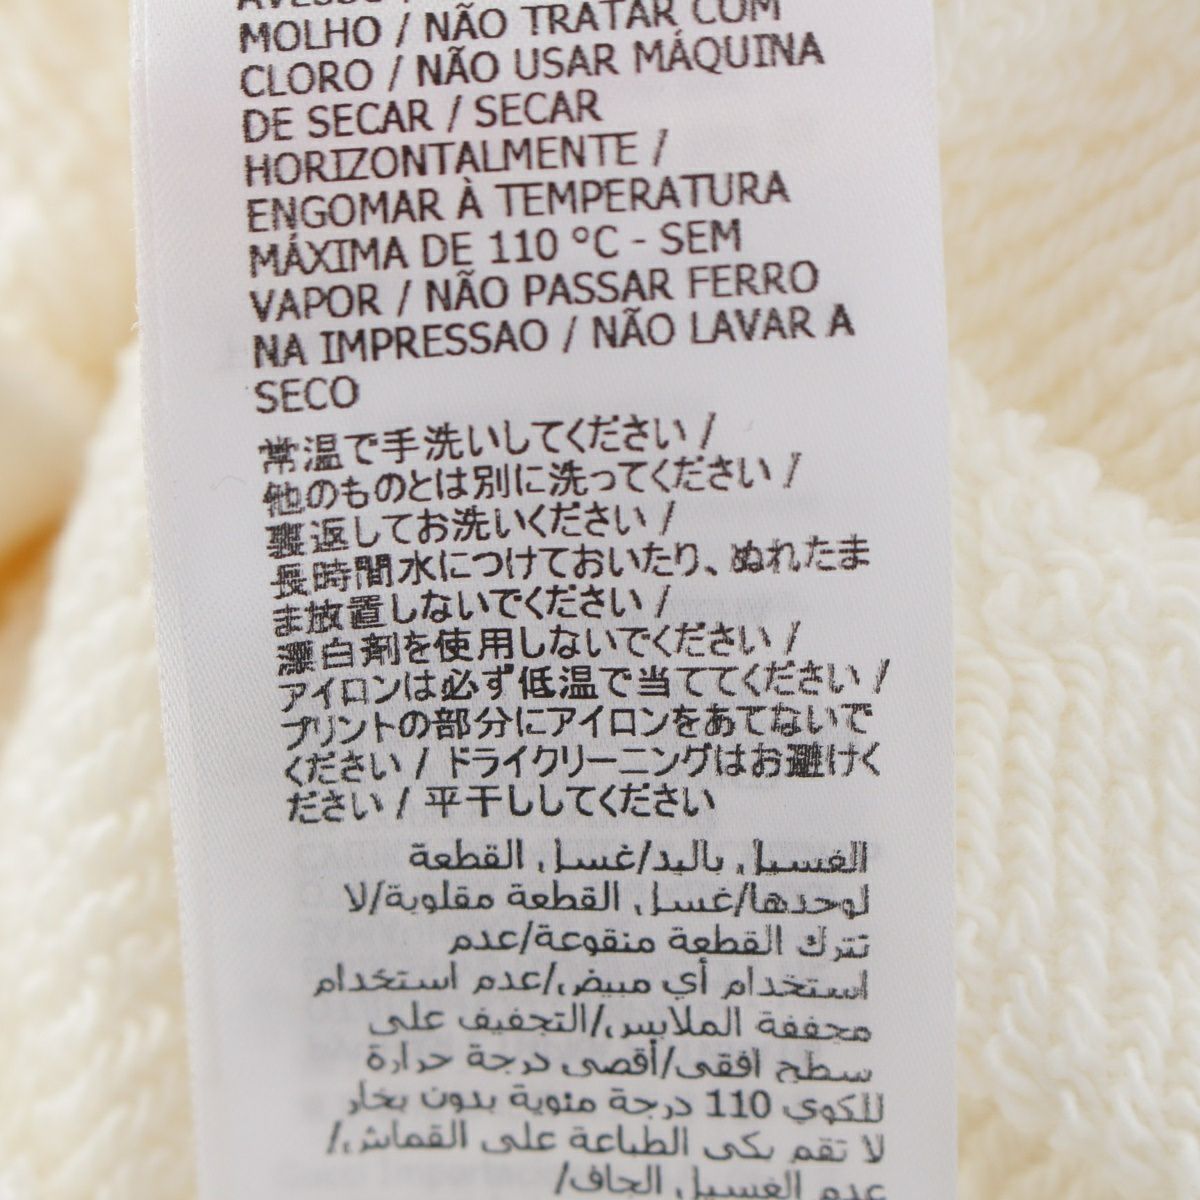 MOLHO / NÃO TRATAR COM
CLORO / NÃO USAR MÁQUINA
DE SECAR / SECAR
HORIZONTALMENTE /
ENGOMAR À TEMPERATURA
MÁXIMA DE 110 °C - SEM
VAPOR / NÃO PASSAR FERRO
NA IMPRESSAO / NÃO LAVAR A
SECO
常温で手洗いしてください /
他のものとは別に洗ってください /
裏返してお洗いください /
長時間水につけておいたり、ぬれたま
ま放置しないでください /
漂白剤を使用しないでください /
アイロンは必ず低温で当ててください /
プリントの部分にアイロンをあてないで
ください / ドライクリーニングはお避けく
ださい / 平干ししてください
الغسيل باليد/غسل القطعة
لوحدها/غسل القطعة مقلوبة/لا
تترك القطعة منقوعة/عدم
استخدام أي مبيض/عدم استخدام
مجففة الملابس/التجفيف على
سطح افقي/أقصى درجة حرارة
للكوي 110 درجة مئوية بدون بخار
لا تقم بكى الطباعة على القماش/
عدم الغسيل الجاف/